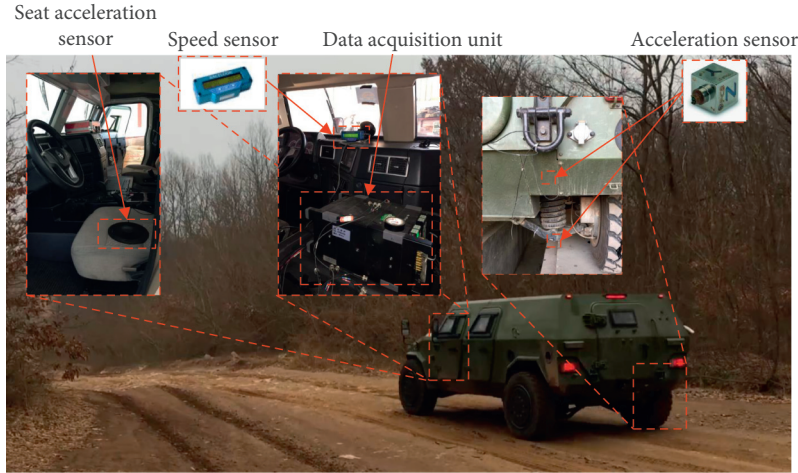 Seat acceleration
sensor
Speed sensor
Data acquisition unit
Acceleration sensor
N